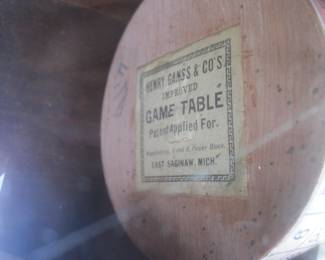 HENRY GANSS & CO'S
IMPROVED
GAME TABLE
Patent Applied For.
EAST SAGINAW, MICH.